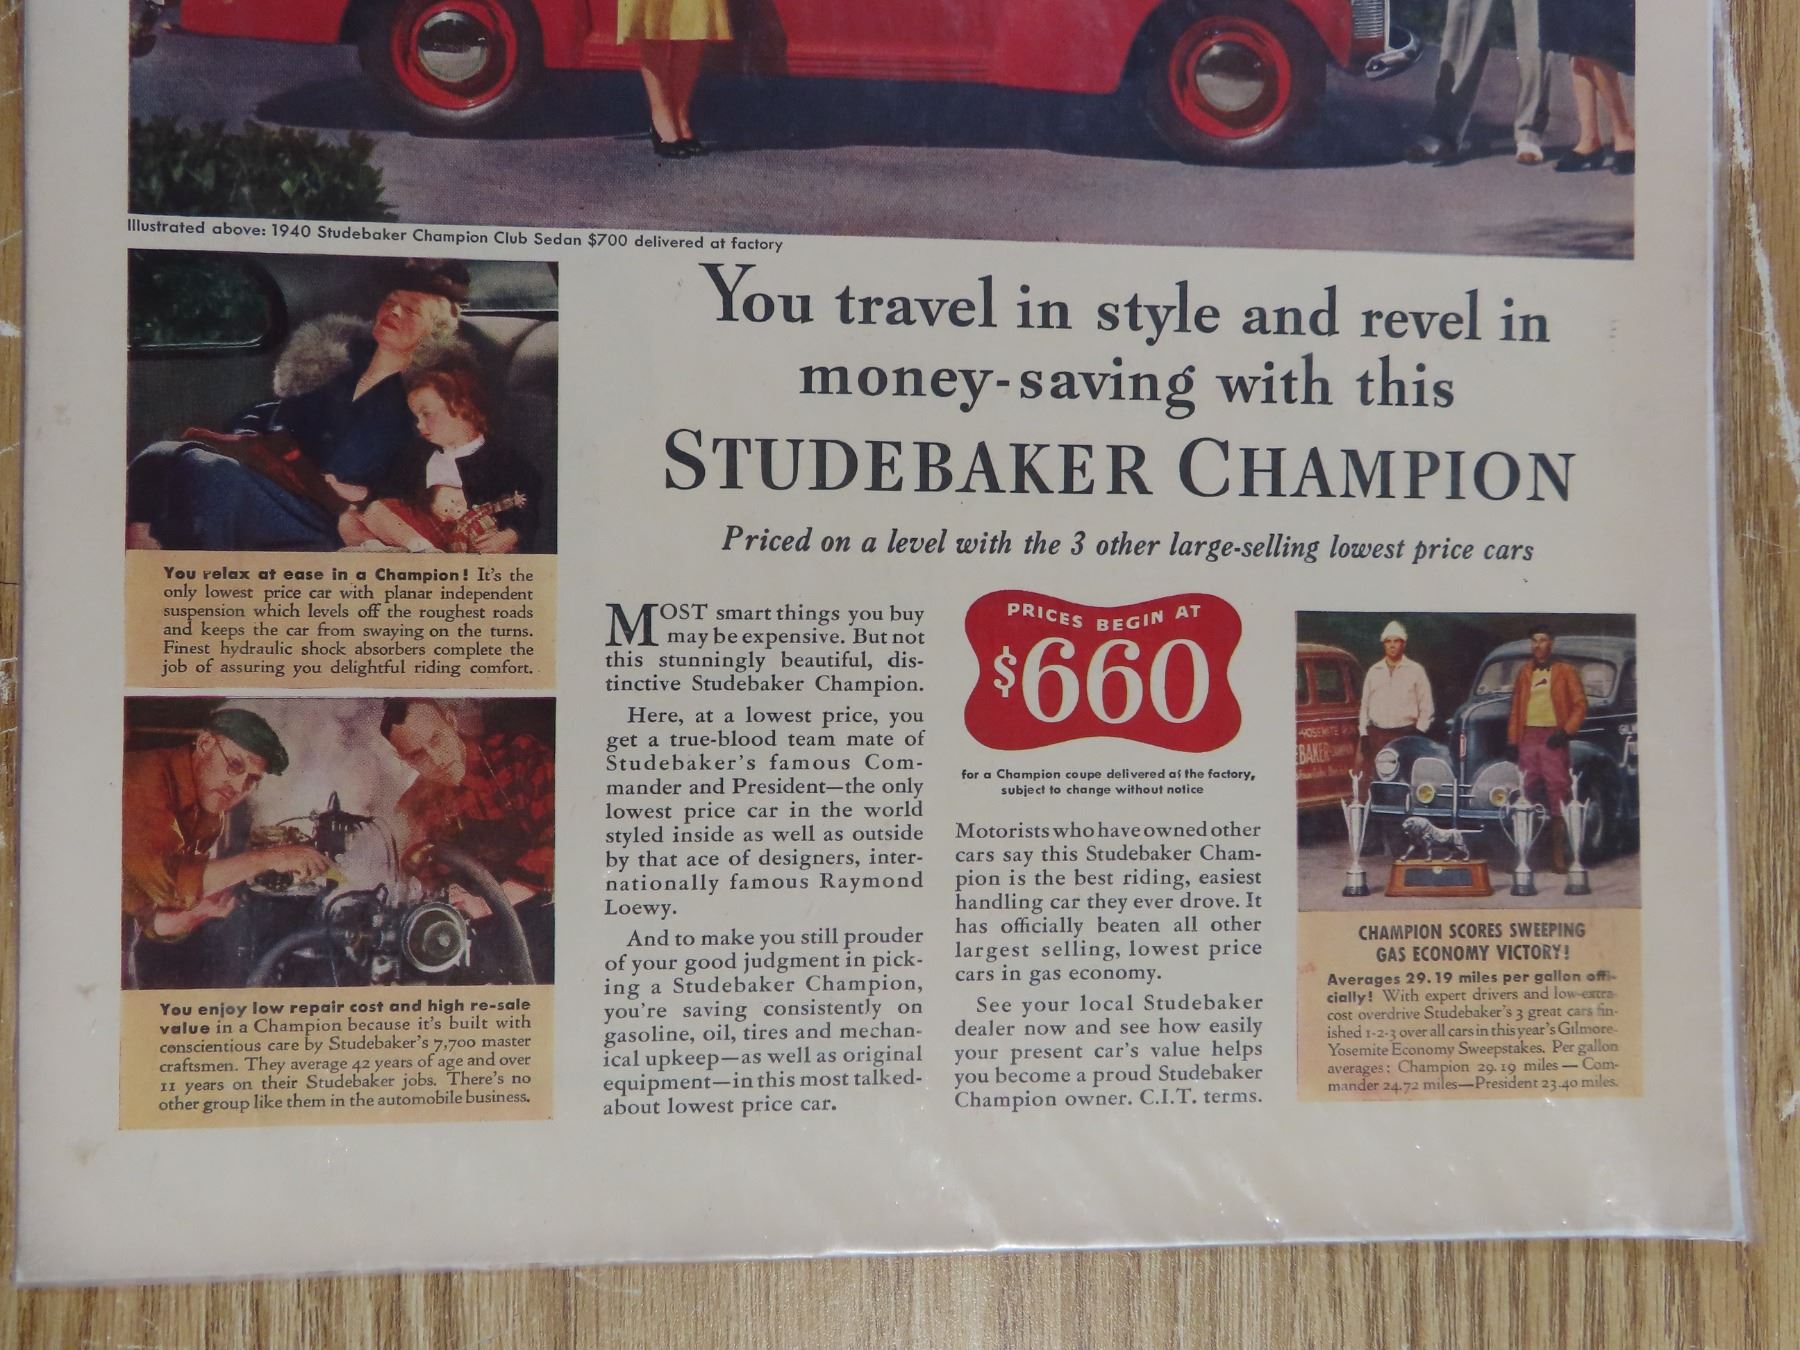 Illustrated above: 1940 Studebaker Champion Club Sedan $700 delivered at factory
You travel in style and revel in
money-saving with this
STUDEBAKER CHAMPION
Priced on a level with the 3 other large-selling lowest price cars
You relax at ease in a Champion! It's the
only lowest price car with planar independent
suspension which levels off the roughest roads
and keeps the car from swaying on the turns.
Finest hydraulic shock absorbers complete the
job of assuring you delightful riding comfort.
You enjoy low repair cost and high re-sale
value in a Champion because it's built with
conscientious care by Studebaker's 7,700 master
craftsmen. They average 42 years of age and over
11 years on their Studebaker jobs. There's no
other group like them in the automobile business.
MOST smart things you buy
may be expensive. But not
this stunningly beautiful, dis-
tinctive Studebaker Champion.
Here, at a lowest price, you
get a true-blood team mate of
Studebaker's famous Com-
mander and President—the only
lowest price car in the world
styled inside as well as outside
by that ace of designers, inter-
nationally famous Raymond
Loewy.
And to make you still prouder
of your good judgment in pick-
ing a Studebaker Champion,
you're saving consistently on
gasoline, oil, tires and mechan-
ical upkeep—as well as original
equipment—in this most talked-
about lowest price car.
PRICES BEGIN AT
$660
for a Champion coupe delivered at the factory,
subject to change without notice
Motorists who have owned other
cars say this Studebaker Cham-
pion is the best riding, easiest
handling car they ever drove. It
has officially beaten all other
largest selling, lowest price
cars in gas economy.
See your local Studebaker
dealer now and see how easily
your present car's value helps
you become a proud Studebaker
Champion owner. C.I.T. terms.
YOSEMITE
BAKER
CHAMPION SCORES SWEEPING
GAS ECONOMY VICTORY!
Averages 29.19 miles per gallon offi-
cially! With expert drivers and low-extra-
cost overdrive Studebaker's 3 great cars fin-
ished 1-2-3 over all cars in this year's Gilmore-
Yosemite Economy Sweepstakes. Per gallon
averages: Champion 29.19 miles — Com-
mander 24.72 miles—President 23.40 miles.